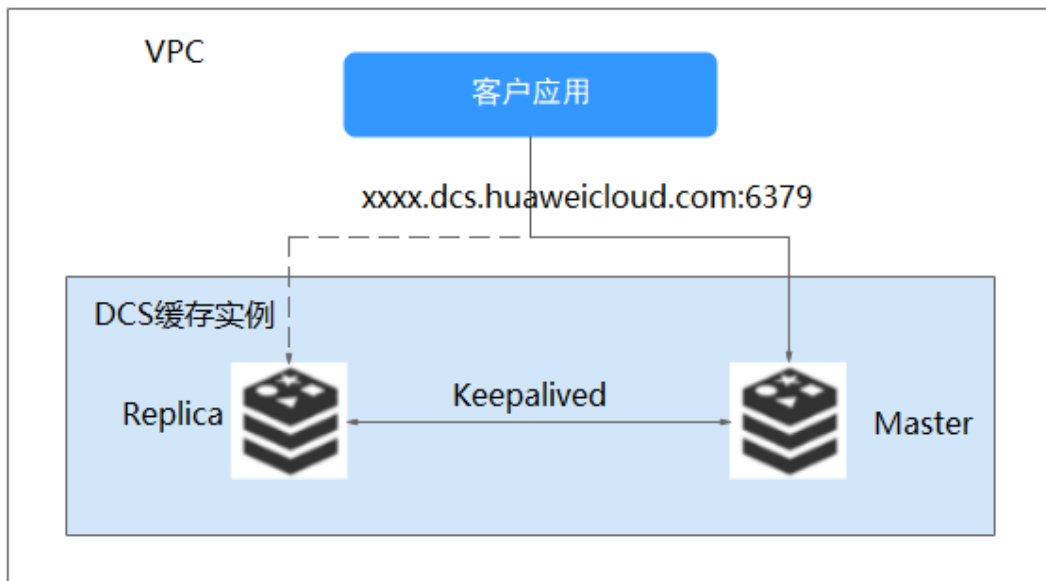 VPC
客户应用
xxxx.dcs.huaweicloud.com:6379
DCS缓存实例
Keepalived
Replica
Master